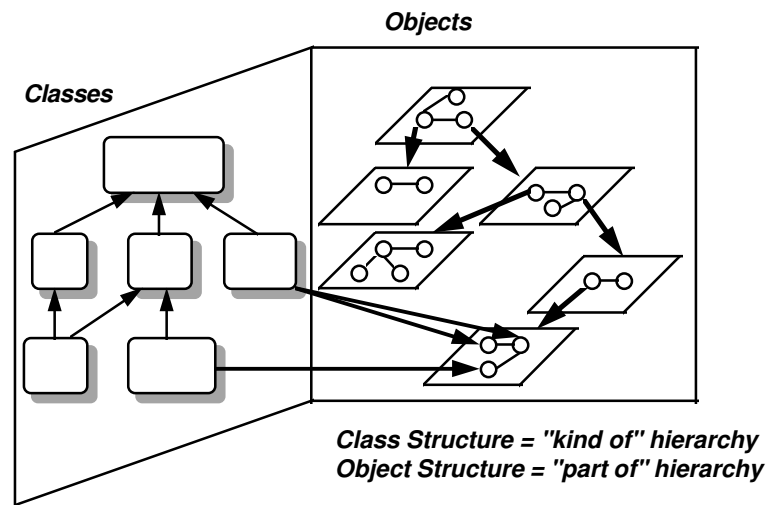 Objects
Classes
Class Structure = "kind of" hierarchy
Object Structure = "part of" hierarchy